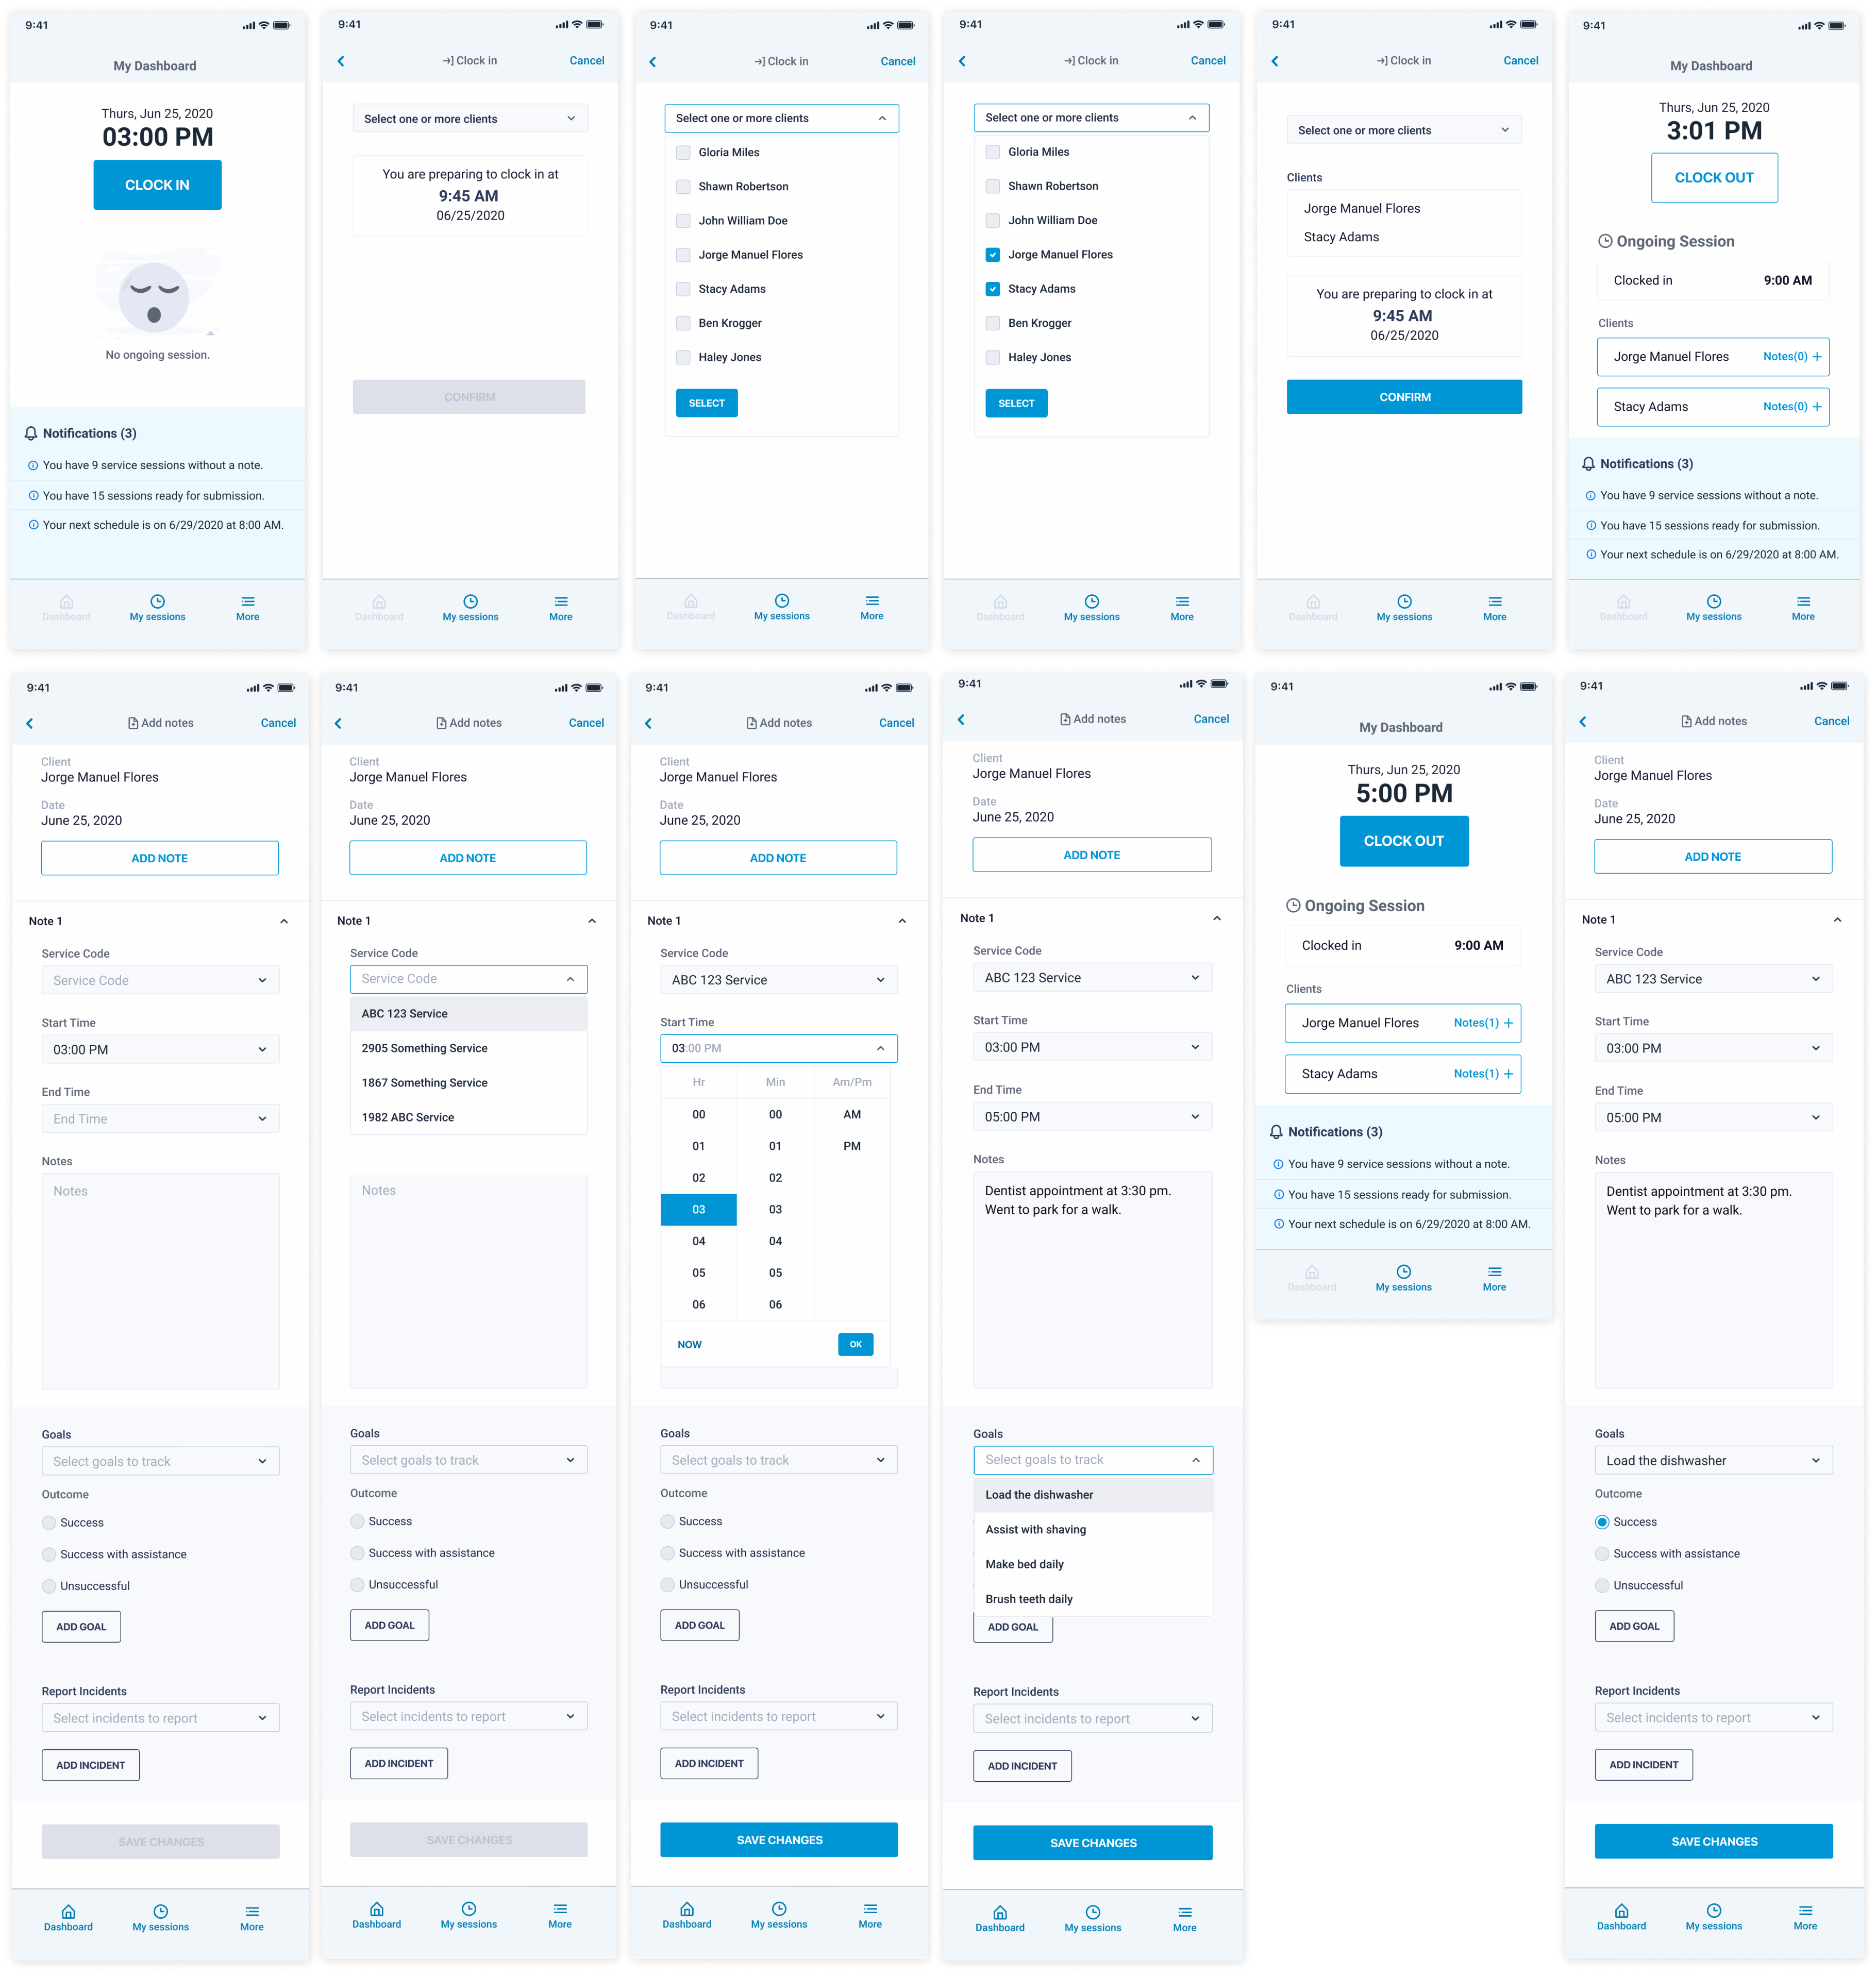 9:41
My Dashboard
Thurs, Jun 25, 2020
03:00 PM
CLOCK IN
No ongoing session.
Notifications (3)
You have 9 service sessions without a note.
You have 15 sessions ready for submission.
Your next schedule is on 6/29/2020 at 8:00 AM.
Dashboard
My sessions
More
9:41
Clock in
Cancel
Select one or more clients
You are preparing to clock in at
9:45 AM
06/25/2020
CONFIRM
Dashboard
My sessions
More
9:41
Clock in
Cancel
Select one or more clients
Gloria Miles
Shawn Robertson
John William Doe
Jorge Manuel Flores
Stacy Adams
Ben Krogger
Haley Jones
SELECT
Dashboard
My sessions
More
9:41
Clock in
Cancel
Select one or more clients
Gloria Miles
Shawn Robertson
John William Doe
Jorge Manuel Flores
Stacy Adams
Ben Krogger
Haley Jones
SELECT
Dashboard
My sessions
More
9:41
Clock in
Cancel
Select one or more clients
Clients
Jorge Manuel Flores
Stacy Adams
You are preparing to clock in at
9:45 AM
06/25/2020
CONFIRM
Dashboard
My sessions
More
9:41
My Dashboard
Thurs, Jun 25, 2020
3:01 PM
CLOCK OUT
Ongoing Session
Clocked in 9:00 AM
Clients
Jorge Manuel Flores Notes(0) +
Stacy Adams Notes(0) +
Notifications (3)
You have 9 service sessions without a note.
You have 15 sessions ready for submission.
Your next schedule is on 6/29/2020 at 8:00 AM.
Dashboard
My sessions
More
9:41
Add notes
Cancel
Client
Jorge Manuel Flores
Date
June 25, 2020
ADD NOTE
Note 1
Service Code
Service Code
Start Time
03:00 PM
End Time
End Time
Notes
Notes
Goals
Select goals to track
Outcome
Success
Success with assistance
Unsuccessful
ADD GOAL
Report Incidents
Select incidents to report
ADD INCIDENT
SAVE CHANGES
Dashboard
My sessions
More
9:41
Add notes
Cancel
Client
Jorge Manuel Flores
Date
June 25, 2020
ADD NOTE
Note 1
Service Code
Service Code
ABC 123 Service
2905 Something Service
1867 Something Service
1982 ABC Service
Notes
Goals
Select goals to track
Outcome
Success
Success with assistance
Unsuccessful
ADD GOAL
Report Incidents
Select incidents to report
ADD INCIDENT
SAVE CHANGES
Dashboard
My sessions
More
9:41
Add notes
Cancel
Client
Jorge Manuel Flores
Date
June 25, 2020
ADD NOTE
Note 1
Service Code
ABC 123 Service
Start Time
03:00 PM
Hr Min Am/Pm
00 00 AM
01 01 PM
02 02
03 03
04 04
05 05
06 06
NOW OK
Goals
Select goals to track
Outcome
Success
Success with assistance
Unsuccessful
ADD GOAL
Report Incidents
Select incidents to report
ADD INCIDENT
SAVE CHANGES
Dashboard
My sessions
More
9:41
Add notes
Cancel
Client
Jorge Manuel Flores
Date
June 25, 2020
ADD NOTE
Note 1
Service Code
ABC 123 Service
Start Time
03:00 PM
End Time
05:00 PM
Notes
Dentist appointment at 3:30 pm.
Went to park for a walk.
Goals
Select goals to track
Load the dishwasher
Assist with shaving
Make bed daily
Brush teeth daily
ADD GOAL
Report Incidents
Select incidents to report
ADD INCIDENT
SAVE CHANGES
Dashboard
My sessions
More
9:41
My Dashboard
Thurs, Jun 25, 2020
5:00 PM
CLOCK OUT
Ongoing Session
Clocked in 9:00 AM
Clients
Jorge Manuel Flores Notes(1) +
Stacy Adams Notes(1) +
Notifications (3)
You have 9 service sessions without a note.
You have 15 sessions ready for submission.
Your next schedule is on 6/29/2020 at 8:00 AM.
Dashboard
My sessions
More
9:41
Add notes
Cancel
Client
Jorge Manuel Flores
Date
June 25, 2020
ADD NOTE
Note 1
Service Code
ABC 123 Service
Start Time
03:00 PM
End Time
05:00 PM
Notes
Dentist appointment at 3:30 pm.
Went to park for a walk.
Goals
Load the dishwasher
Outcome
Success
Success with assistance
Unsuccessful
ADD GOAL
Report Incidents
Select incidents to report
ADD INCIDENT
SAVE CHANGES
Dashboard
My sessions
More